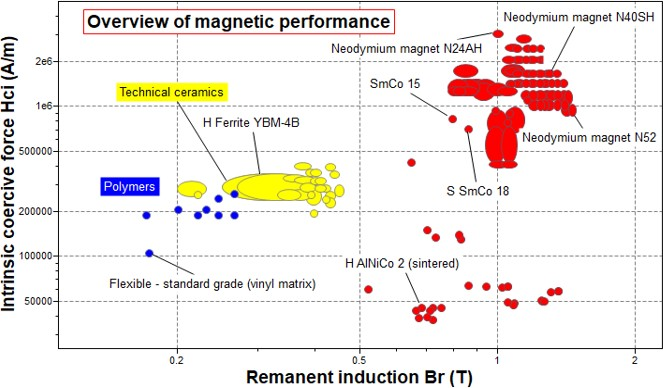 Overview of magnetic performance
Neodymium magnet N40SH
Neodymium magnet N24AH
SmCo 15
Technical ceramics
H Ferrite YBM-4B
Neodymium magnet N52
Polymers
S SmCo 18
H AlNiCo 2 (sintered)
Flexible - standard grade (vinyl matrix)
Intrinsic coercive force Hci (A/m)
2e6
1e6
500000
200000
100000
50000
0.2
0.5
1
2
Remanent induction Br (T)